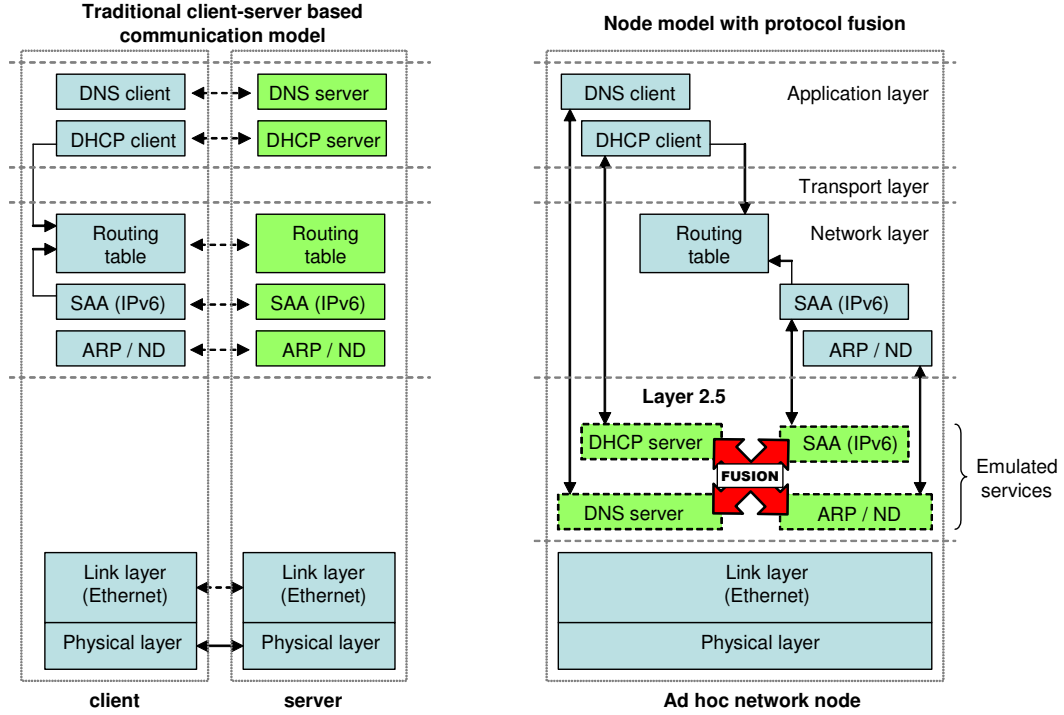 Traditional client-server based
communication model
DNS client
DNS server
DHCP client
DHCP server
Routing
table
Routing
table
SAA (IPv6)
SAA (IPv6)
ARP / ND
ARP / ND
Link layer
(Ethernet)
Link layer
(Ethernet)
Physical layer
Physical layer
client
server
Node model with protocol fusion
DNS client
Application layer
DHCP client
Transport layer
Routing
table
Network layer
SAA (IPv6)
ARP / ND
Layer 2.5
DHCP server
SAA (IPv6)
FUSION
Emulated
services
DNS server
ARP / ND
Link layer
(Ethernet)
Physical layer
Ad hoc network node